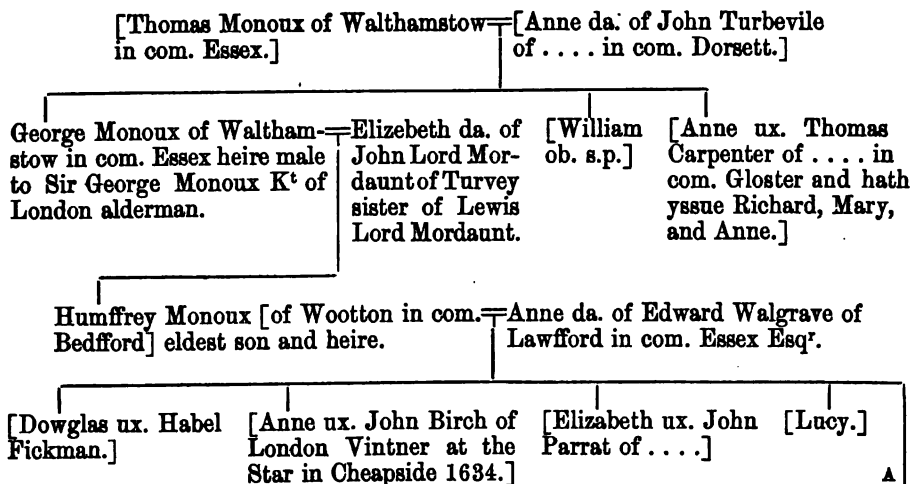 [Thomas Monoux of Walthamstow
in com. Essex.]
[Anne da. of John Turbevile
of . . . . in com. Dorsett.]
George Monoux of Waltham-
stow in com. Essex heire male
to Sir George Monoux Kᵗ of
London alderman.
Elizebeth da. of
John Lord Mor-
daunt of Turvey
sister of Lewis
Lord Mordaunt.
[William
ob. s.p.]
[Anne ux. Thomas
Carpenter of . . . . in
com. Gloster and hath
yssue Richard, Mary,
and Anne.]
Humffrey Monoux [of Wootton in com.
Bedfford] eldest son and heire.
Anne da. of Edward Walgrave of
Lawfford in com. Essex Esqʳ.
[Dowglas ux. Habel
Fickman.]
[Anne ux. John Birch of
London Vintner at the
Star in Cheapside 1634.]
[Elizabeth ux. John
Parrat of . . . .]
[Lucy.]
A